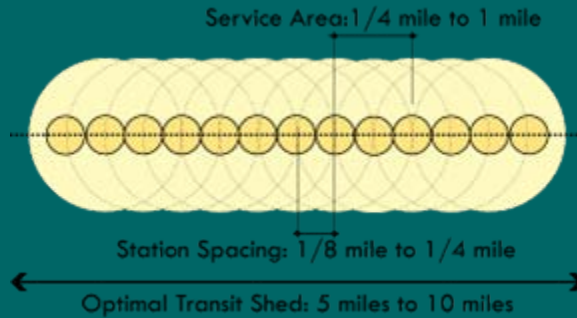 Service Area:1/4 mile to 1 mile
Station Spacing: 1/8 mile to 1/4 mile
Optimal Transit Shed: 5 miles to 10 miles